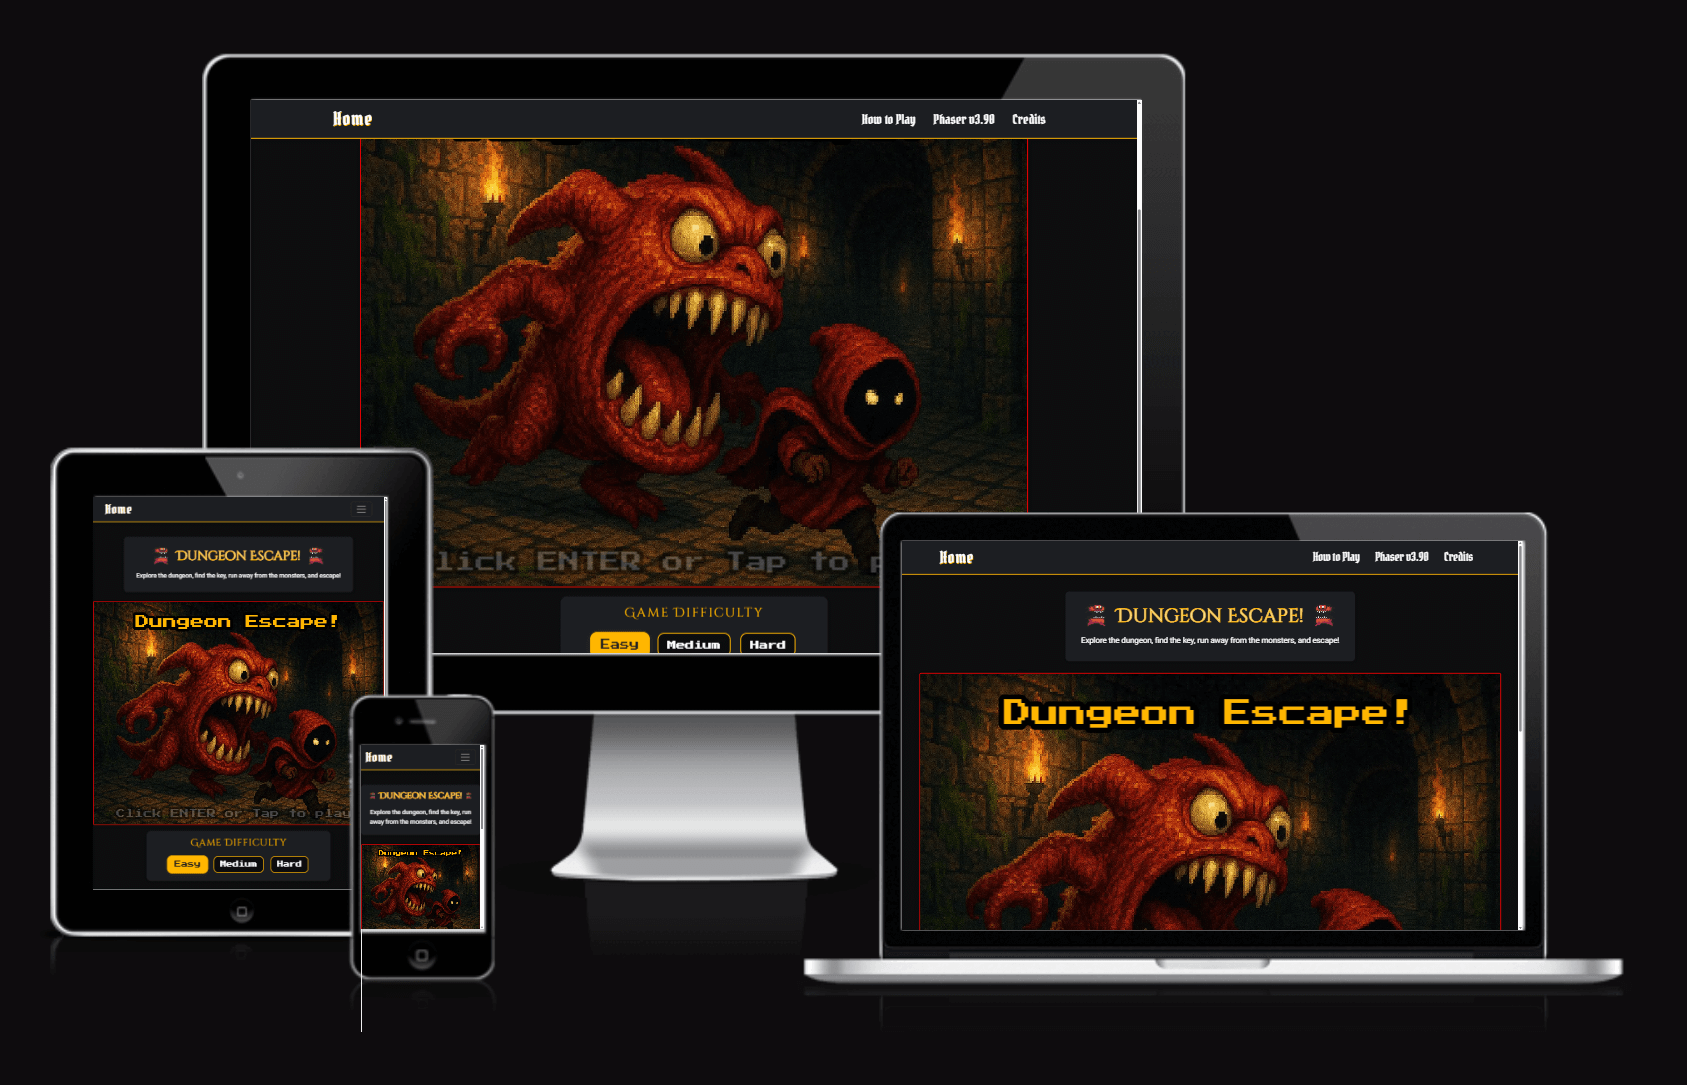 Home
How to Play Phaser v3.90 Credits
lick ENTER or Tap to p
GAME DIFFICULTY
Easy Medium Hard
Home
DUNGEON ESCAPE!
Explore the dungeon, find the key, run away from the monsters, and escape!
Dungeon Escape!
Click ENTER or Tap to play
GAME DIFFICULTY
Easy Medium Hard
Home
DUNGEON ESCAPE!
Explore the dungeon, find the key, run
away from the monsters, and escape!
Dungeon Escape!
Home
How to Play Phaser v3.90 Credits
DUNGEON ESCAPE!
Explore the dungeon, find the key, run away from the monsters, and escape!
Dungeon Escape!